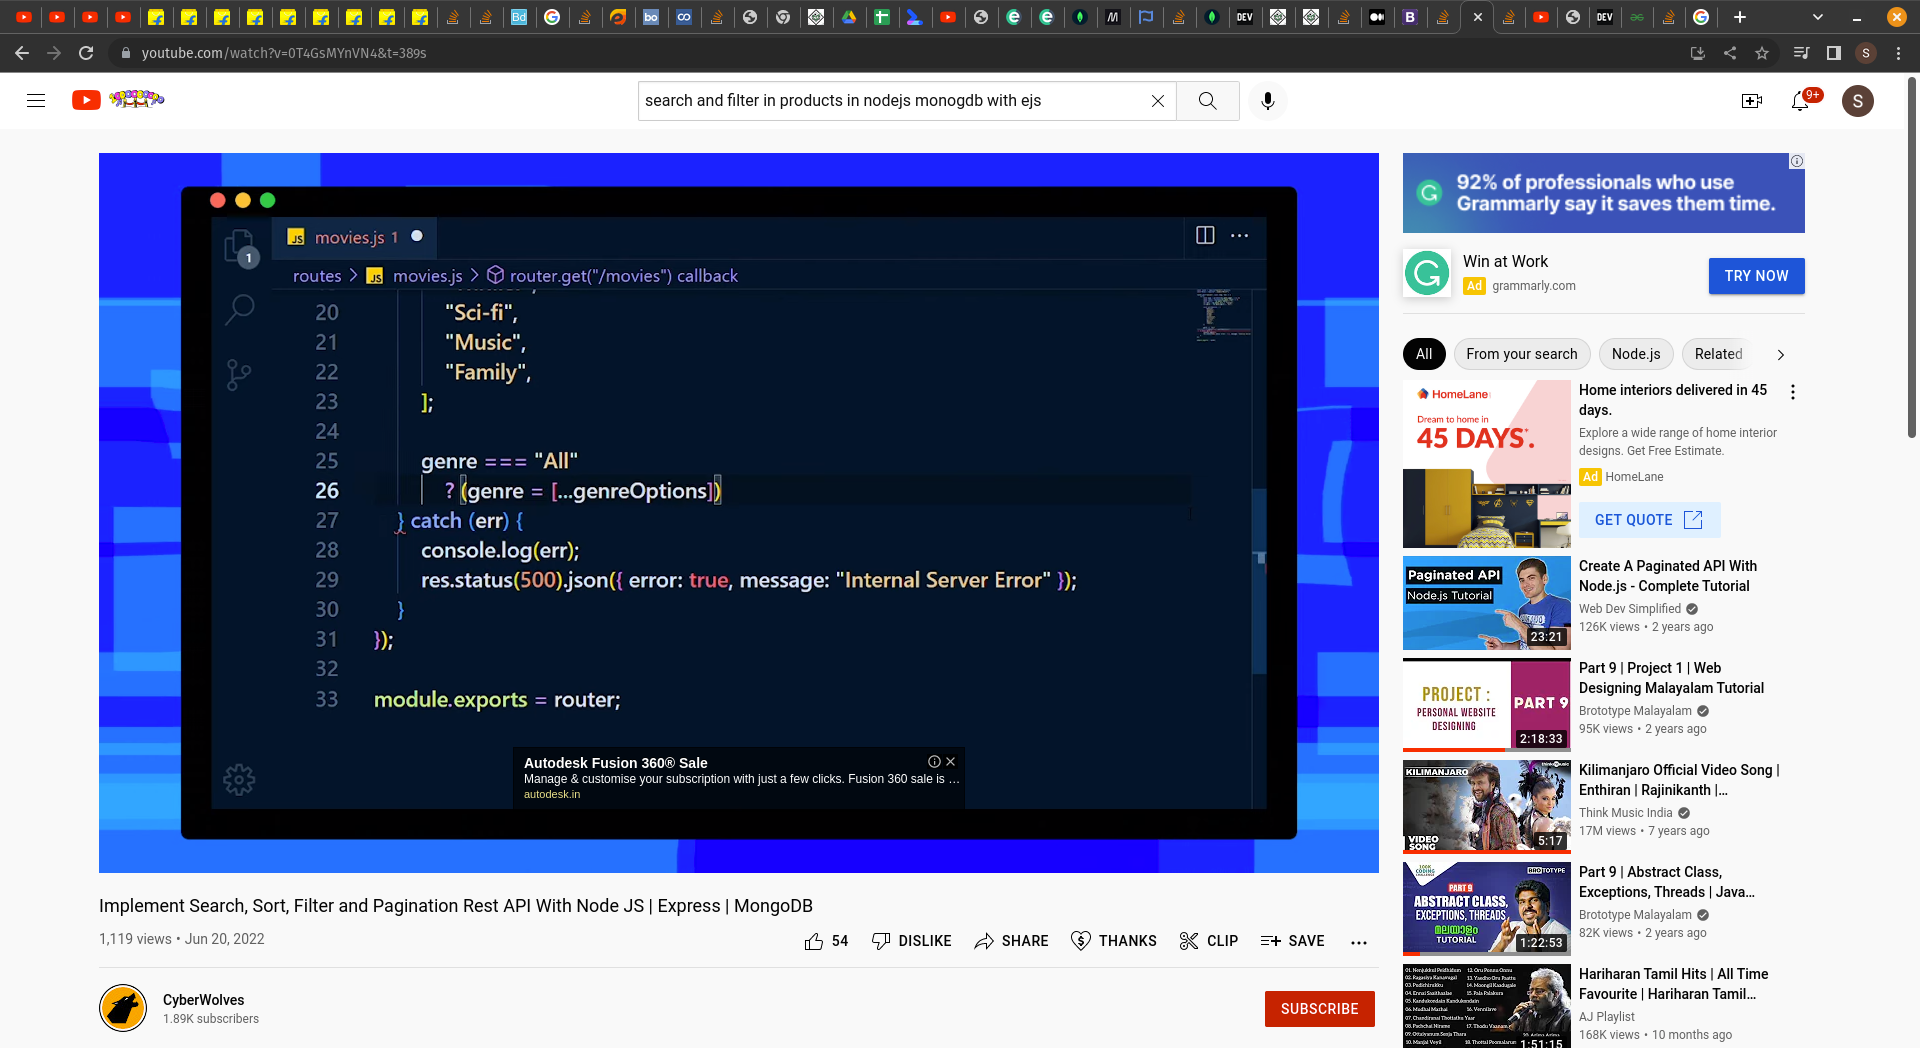 youtube.com/watch?v=0T4GsMYnVN4&t=389s
search and filter in products in nodejs monogdb with ejs
9+
S
movies.js 1
1
routes > movies.js > router.get("/movies") callback
20 "Sci-fi",
21 "Music",
22 "Family",
23 ];
24
25 genre === "All"
26 ? (genre = [...genreOptions])
27 } catch (err) {
28 console.log(err);
29 res.status(500).json({ error: true, message: "Internal Server Error" });
30 }
31 });
32
33 module.exports = router;
Autodesk Fusion 360® Sale
Manage & customise your subscription with just a few clicks. Fusion 360 sale is …
autodesk.in
Implement Search, Sort, Filter and Pagination Rest API With Node JS | Express | MongoDB
1,119 views • Jun 20, 2022
54 DISLIKE SHARE THANKS CLIP SAVE
CyberWolves
1.89K subscribers
SUBSCRIBE
92% of professionals who use
Grammarly say it saves them time.
Win at Work
Ad grammarly.com
TRY NOW
All From your search Node.js Related
HomeLane
Dream to home in
45 DAYS*.
Home interiors delivered in 45
days.
Explore a wide range of home interior
designs. Get Free Estimate.
Ad HomeLane
GET QUOTE
Paginated API
Node.js Tutorial
23:21
Create A Paginated API With
Node.js - Complete Tutorial
Web Dev Simplified
126K views • 2 years ago
PROJECT :
PERSONAL WEBSITE
DESIGNING
PART 9
2:18:33
Part 9 | Project 1 | Web
Designing Malayalam Tutorial
Brototype Malayalam
95K views • 2 years ago
KILIMANJARO
VIDEO
SONG
5:17
Kilimanjaro Official Video Song |
Enthiran | Rajinikanth |...
Think Music India
17M views • 7 years ago
BROTOTYPE
PART 9
ABSTRACT CLASS,
EXCEPTIONS, THREADS
മലയാളം
TUTORIAL
1:22:53
Part 9 | Abstract Class,
Exceptions, Threads | Java...
Brototype Malayalam
82K views • 2 years ago
1:51:15
Hariharan Tamil Hits | All Time
Favourite | Hariharan Tamil...
AJ Playlist
168K views • 10 months ago